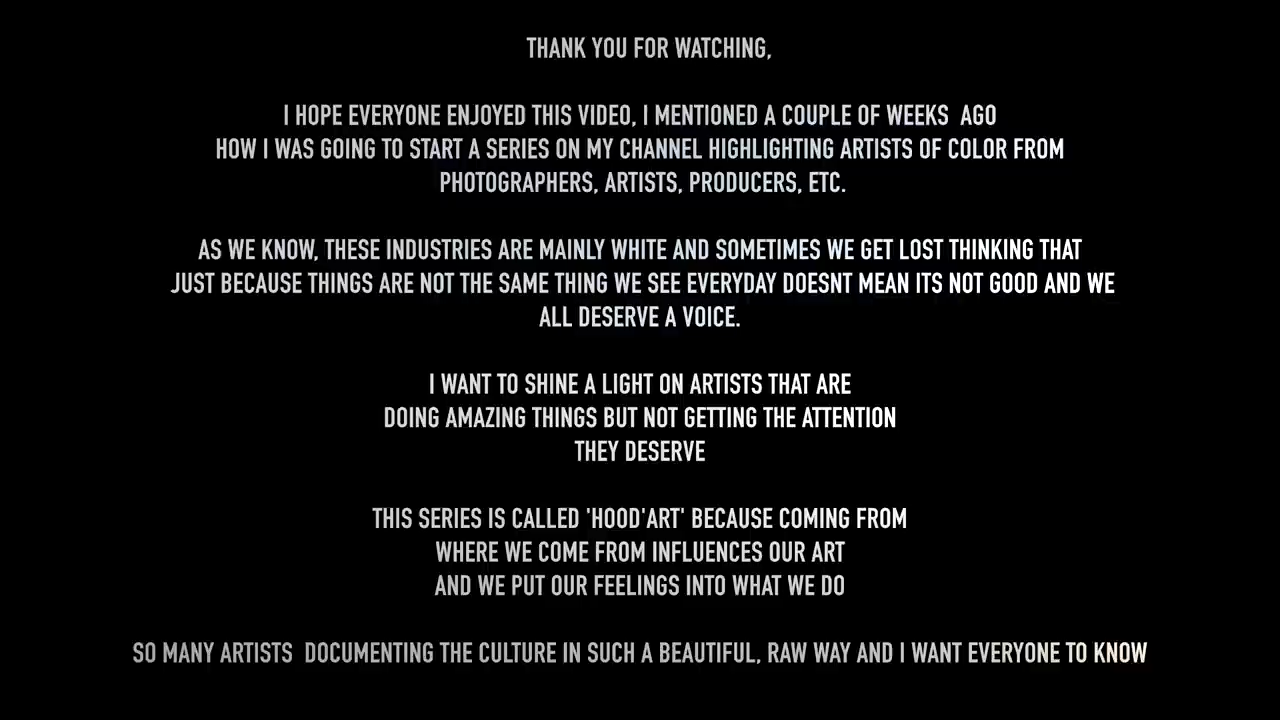 THANK YOU FOR WATCHING,
I HOPE EVERYONE ENJOYED THIS VIDEO, I MENTIONED A COUPLE OF WEEKS  AGO
HOW I WAS GOING TO START A SERIES ON MY CHANNEL HIGHLIGHTING ARTISTS OF COLOR FROM
PHOTOGRAPHERS, ARTISTS, PRODUCERS, ETC.
AS WE KNOW, THESE INDUSTRIES ARE MAINLY WHITE AND SOMETIMES WE GET LOST THINKING THAT
JUST BECAUSE THINGS ARE NOT THE SAME THING WE SEE EVERYDAY DOESNT MEAN ITS NOT GOOD AND WE
ALL DESERVE A VOICE.
I WANT TO SHINE A LIGHT ON ARTISTS THAT ARE
DOING AMAZING THINGS BUT NOT GETTING THE ATTENTION
THEY DESERVE
THIS SERIES IS CALLED 'HOOD'ART' BECAUSE COMING FROM
WHERE WE COME FROM INFLUENCES OUR ART
AND WE PUT OUR FEELINGS INTO WHAT WE DO
SO MANY ARTISTS  DOCUMENTING THE CULTURE IN SUCH A BEAUTIFUL, RAW WAY AND I WANT EVERYONE TO KNOW